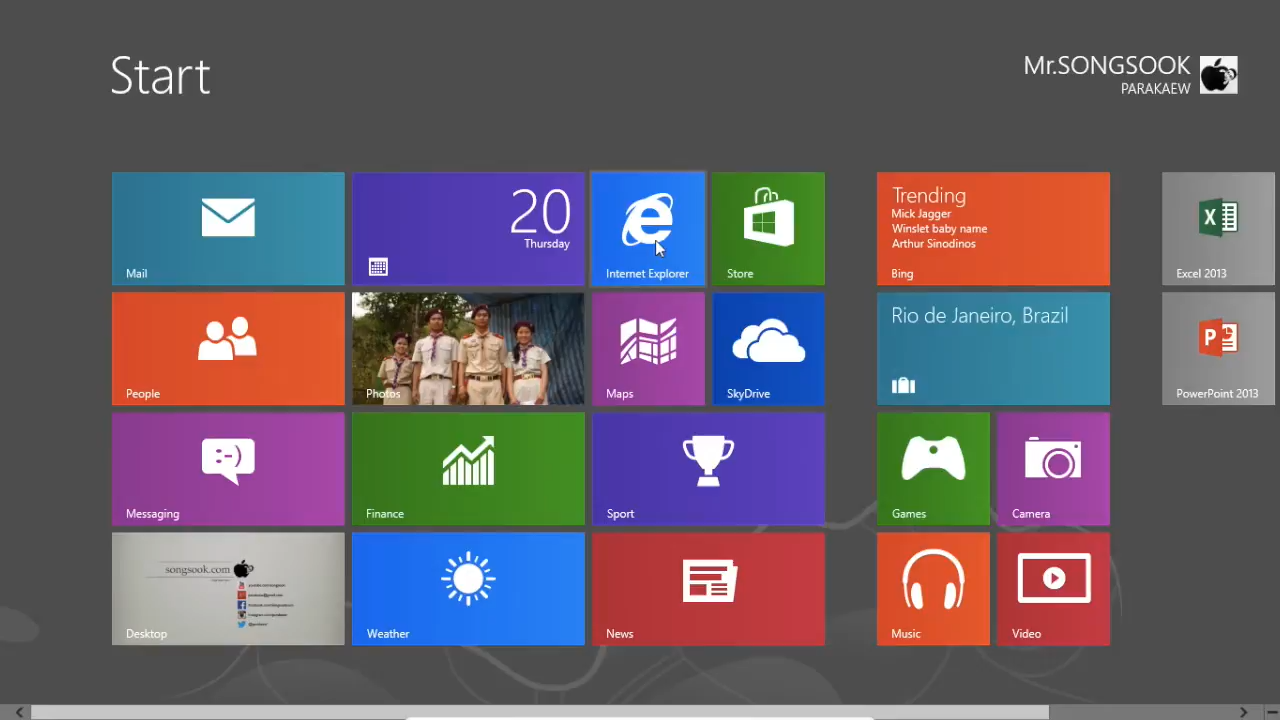 Start
Mr.SONGSOOK
PARAKAEW
Mail
20
Thursday
Internet Explorer
Store
Trending
Mick Jagger
Winslet baby name
Arthur Sinodinos
Bing
Excel 2013
People
Photos
Maps
SkyDrive
Rio de Janeiro, Brazil
PowerPoint 2013
Messaging
:-)
Finance
Sport
Games
Camera
songsook.com
Desktop
Weather
News
Music
Video